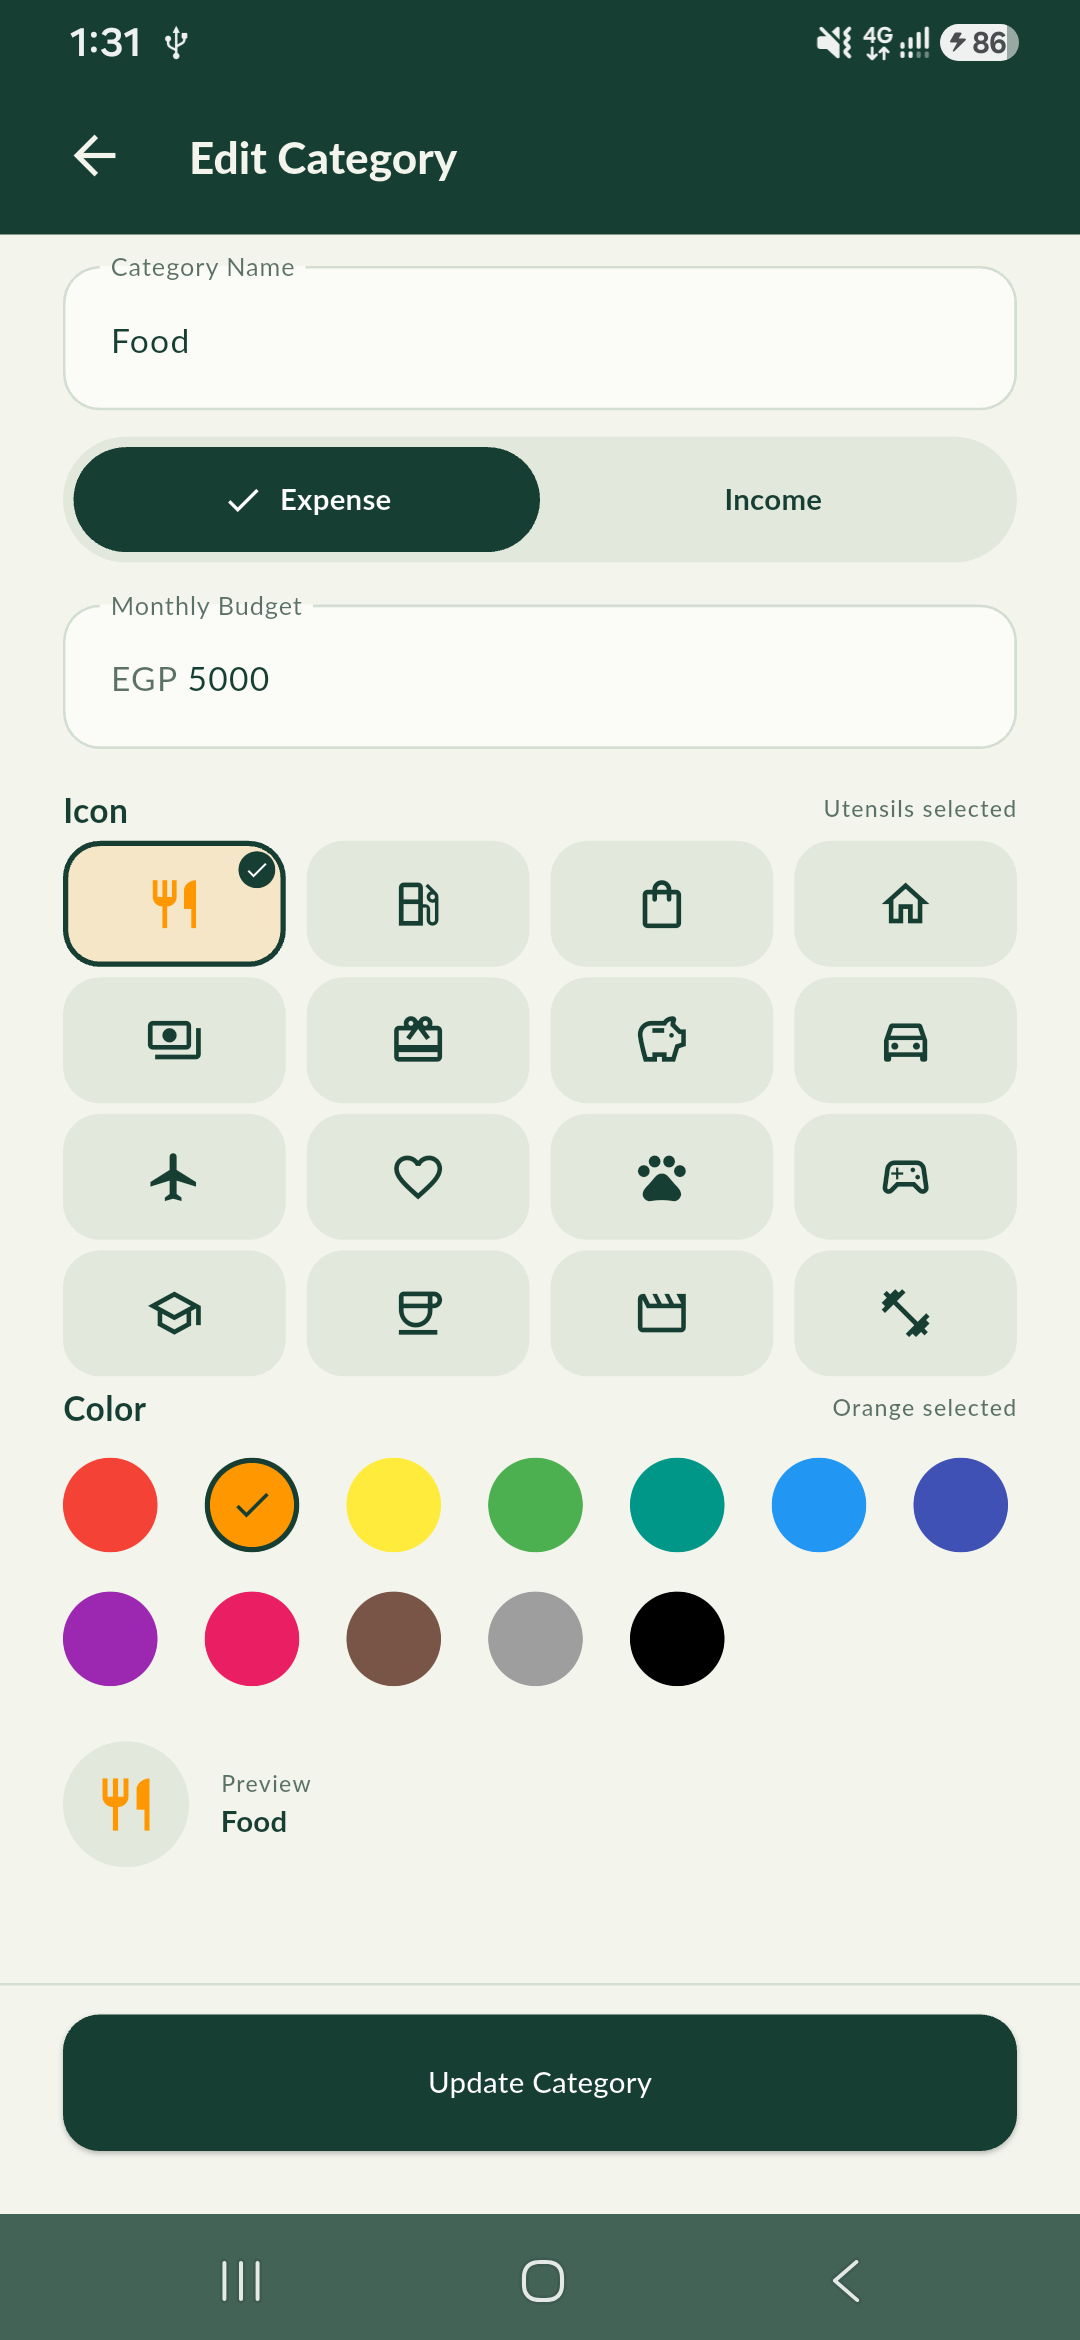 1:31
4G
86
Edit Category
Category Name
Food
Expense
Income
Monthly Budget
EGP 5000
Icon
Utensils selected
Color
Orange selected
Preview
Food
Update Category